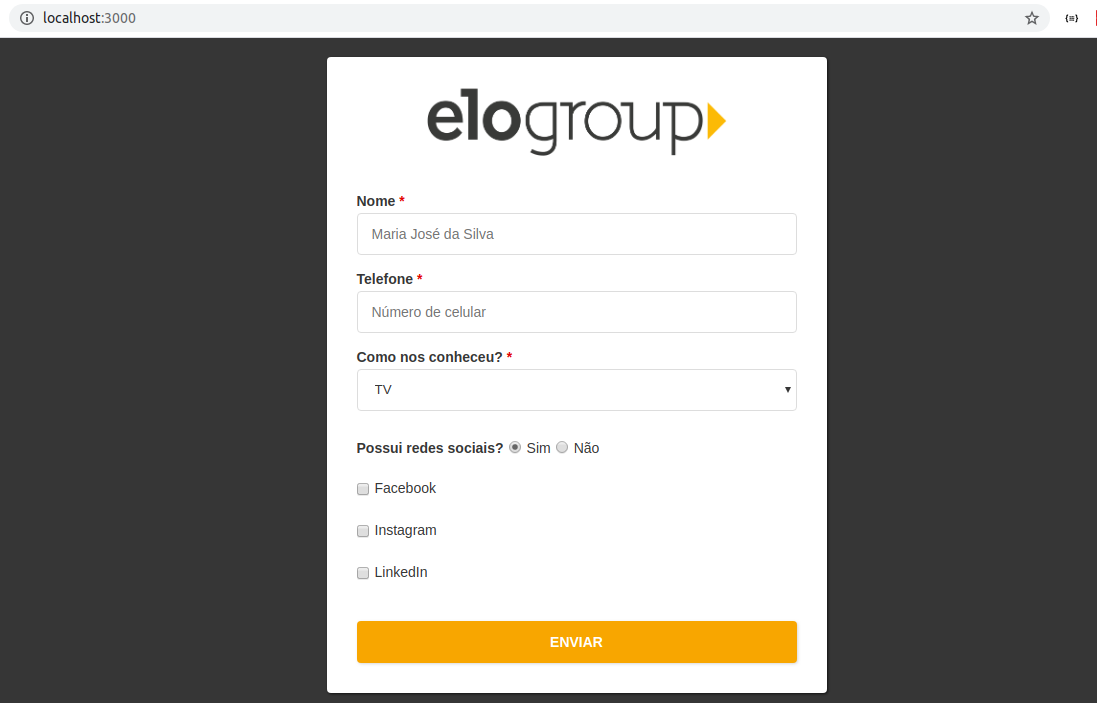 localhost:3000
elogroup
Nome *
Maria José da Silva
Telefone *
Número de celular
Como nos conheceu? *
TV
Possui redes sociais? Sim Não
Facebook
Instagram
LinkedIn
ENVIAR